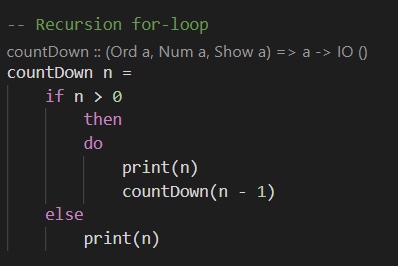 -- Recursion for-loop
countDown :: (Ord a, Num a, Show a) => a -> IO ()
countDown n =
    if n > 0
        then
        do
            print(n)
            countDown(n - 1)
    else
        print(n)